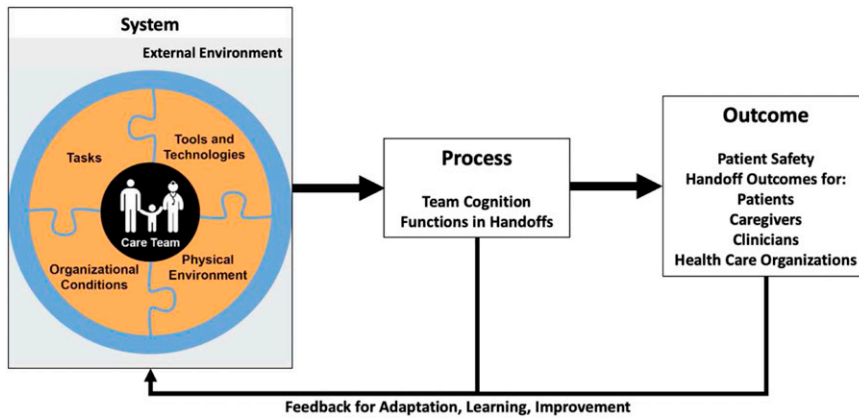 System
External Environment
Tasks
Tools and
Technologies
Care Team
Organizational
Conditions
Physical
Environment
Process
Team Cognition
Functions in Handoffs
Outcome
Patient Safety
Handoff Outcomes for:
Patients
Caregivers
Clinicians
Health Care Organizations
Feedback for Adaptation, Learning, Improvement